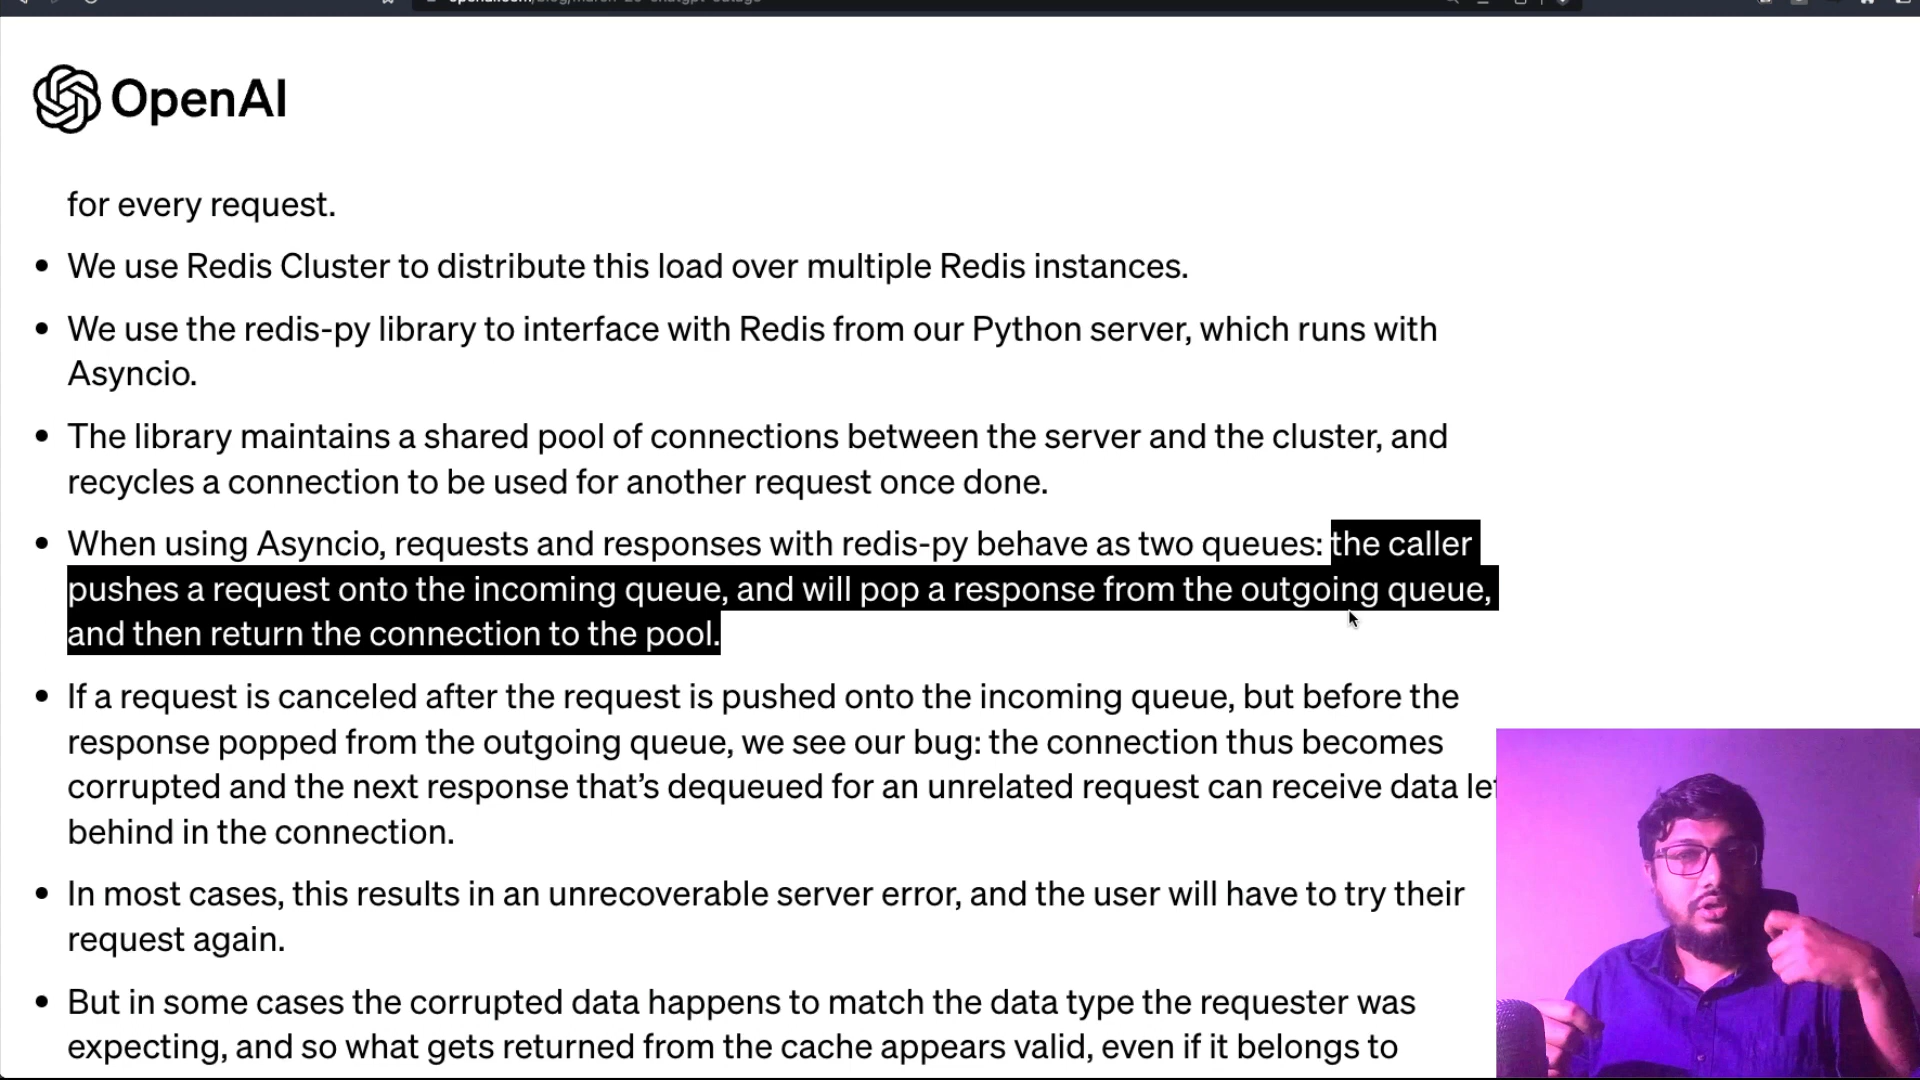 OpenAI
for every request.
• We use Redis Cluster to distribute this load over multiple Redis instances.
• We use the redis-py library to interface with Redis from our Python server, which runs with
Asyncio.
• The library maintains a shared pool of connections between the server and the cluster, and
recycles a connection to be used for another request once done.
• When using Asyncio, requests and responses with redis-py behave as two queues: the caller
pushes a request onto the incoming queue, and will pop a response from the outgoing queue,
and then return the connection to the pool.
• If a request is canceled after the request is pushed onto the incoming queue, but before the
response popped from the outgoing queue, we see our bug: the connection thus becomes
corrupted and the next response that’s dequeued for an unrelated request can receive data
behind in the connection.
• In most cases, this results in an unrecoverable server error, and the user will have to try their
request again.
• But in some cases the corrupted data happens to match the data type the requester was
expecting, and so what gets returned from the cache appears valid, even if it belongs to